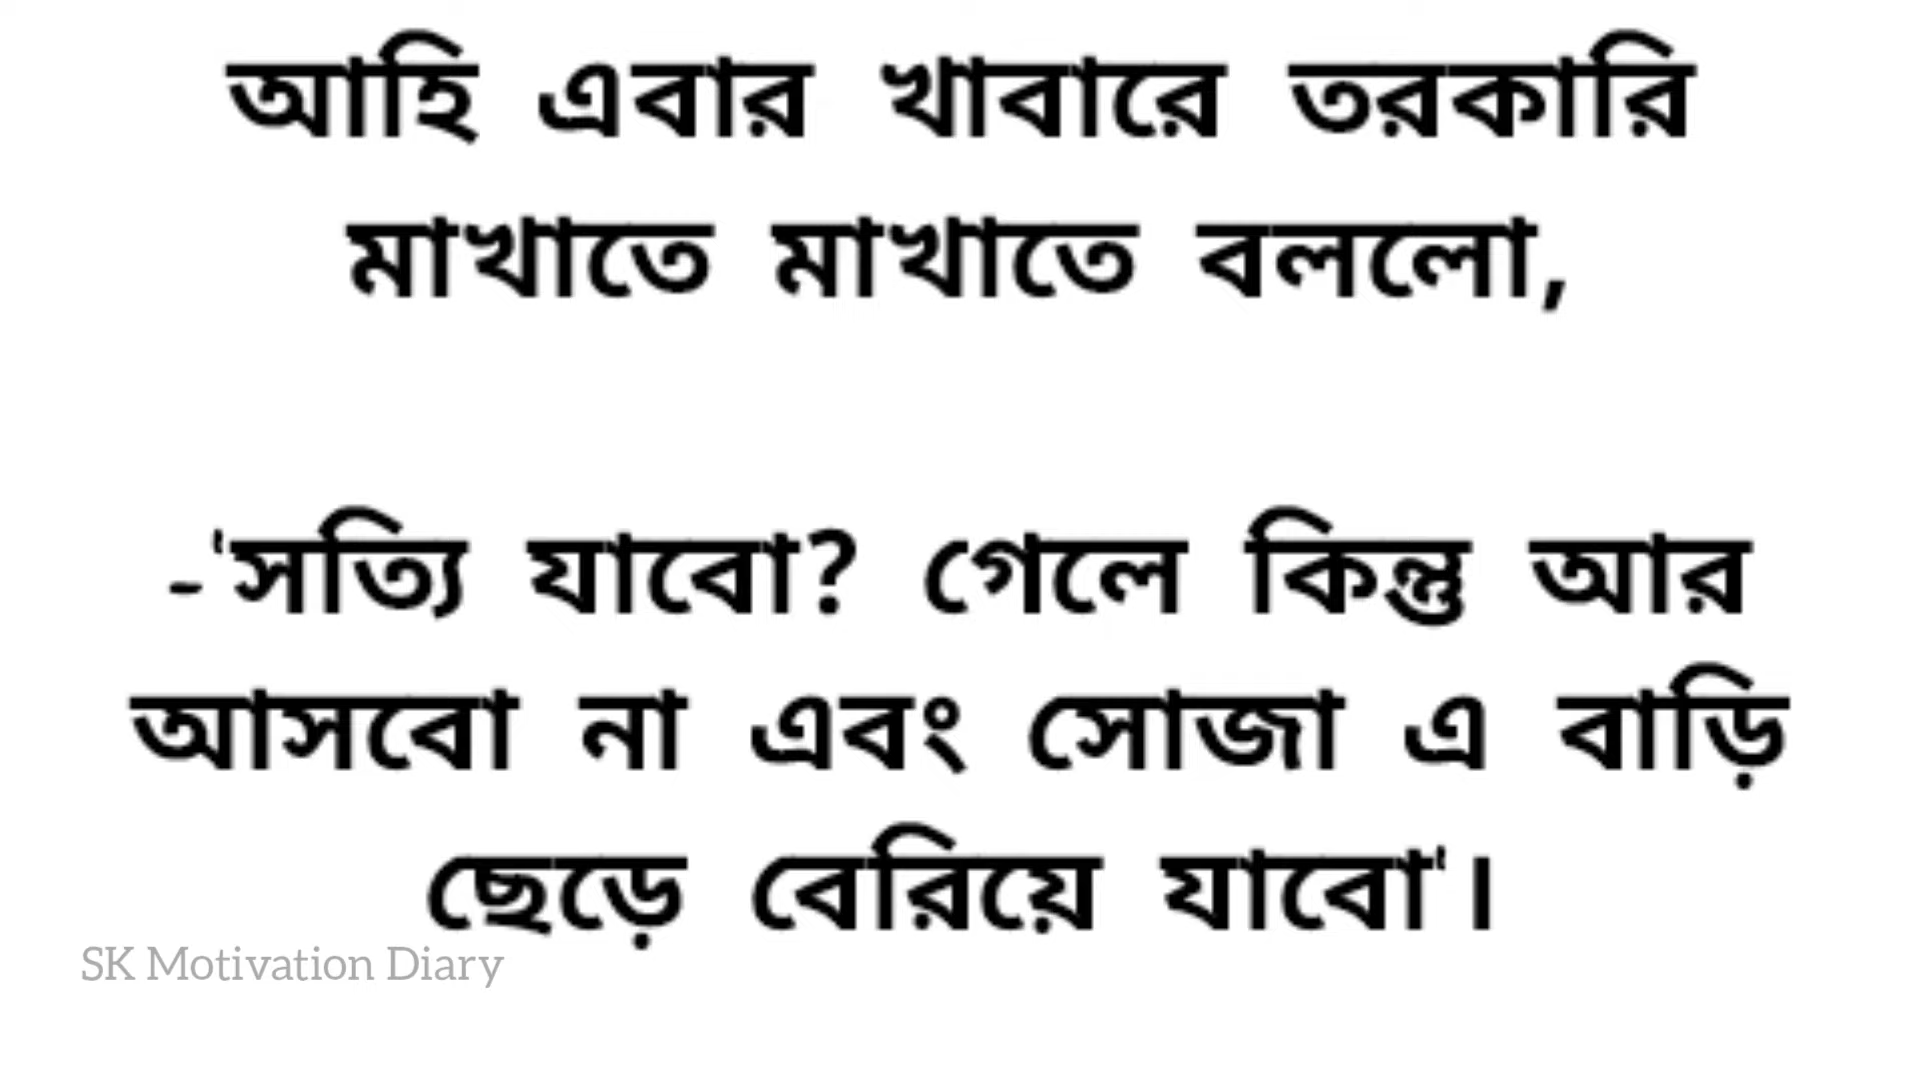 আহি এবার খাবারে তরকারি
মাখাতে মাখাতে বললো,
-'সত্যি যাবো? গেলে কিন্তু আর
আসবো না এবং সোজা এ বাড়ি
ছেড়ে বেরিয়ে যাবো'।
SK Motivation Diary